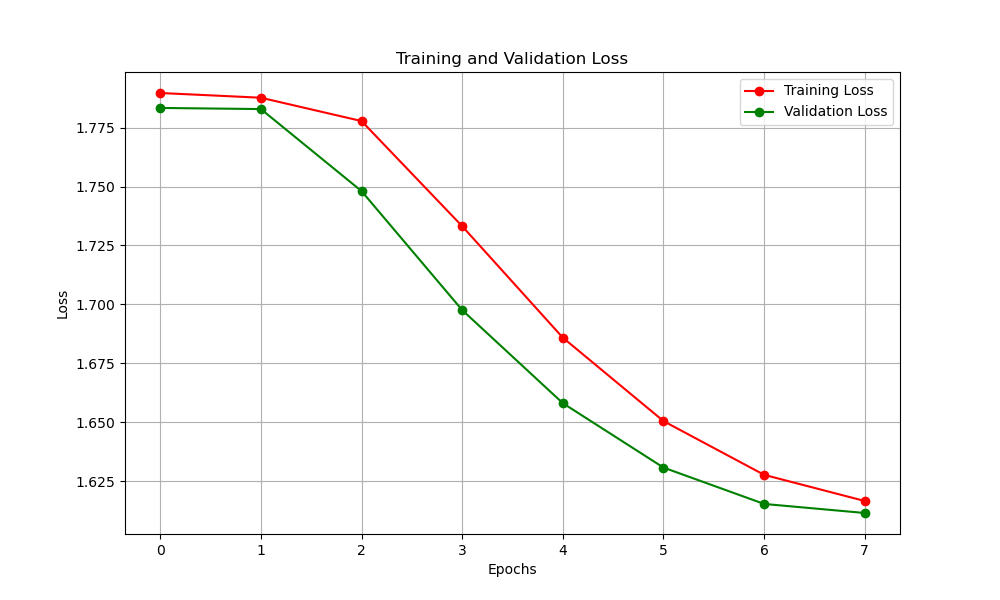 Training and Validation Loss
Training Loss
Validation Loss
1.775
1.750
1.725
1.700
1.675
1.650
1.625
Loss
0 1 2 3 4 5 6 7
Epochs